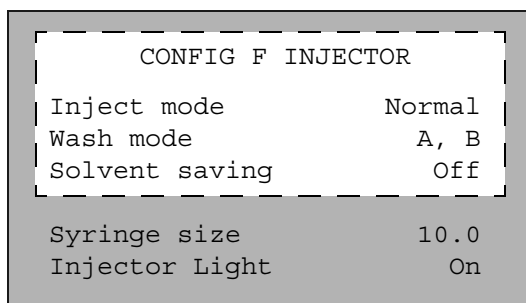 CONFIG F INJECTOR
Inject mode Normal
Wash mode A, B
Solvent saving Off
Syringe size 10.0
Injector Light On